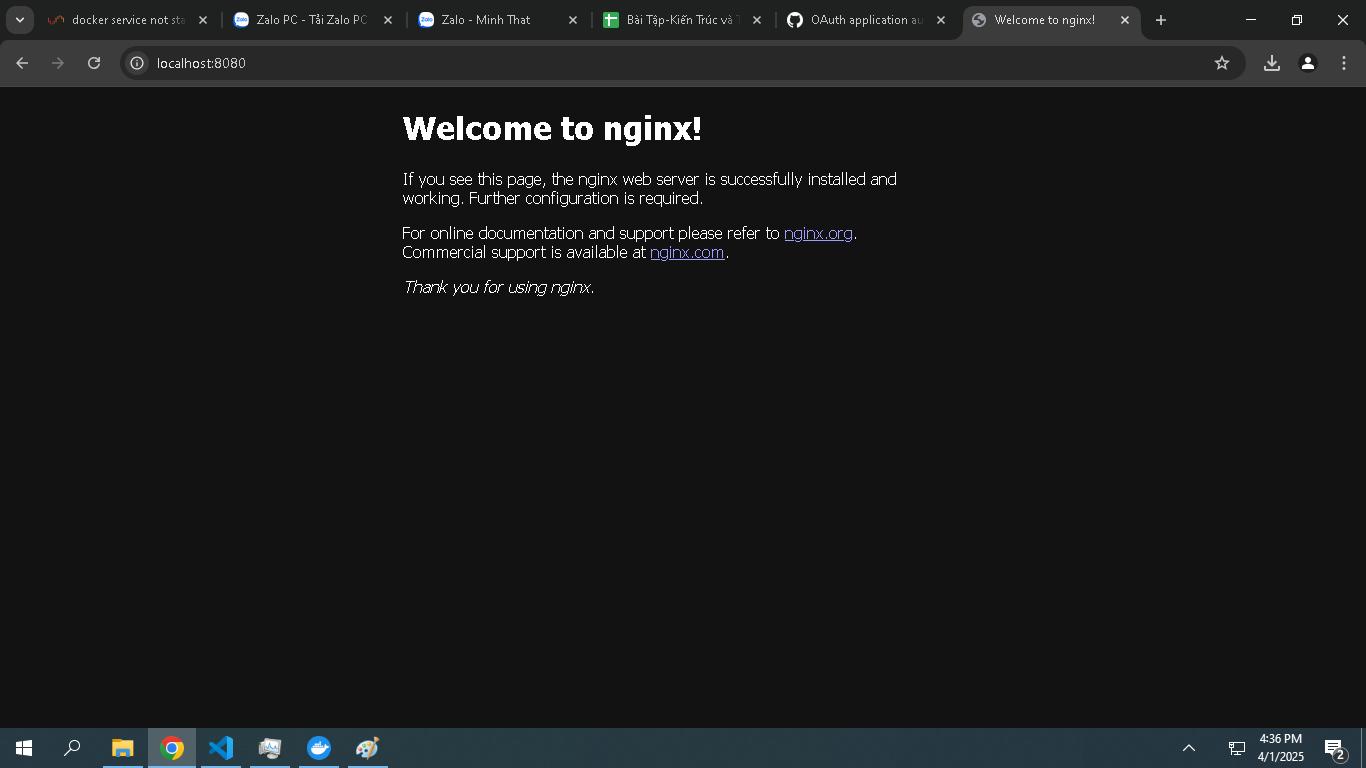 docker service not sta
Zalo PC - Tải Zalo PC
Zalo - Minh That
Bài Tập-Kiến Trúc và T
OAuth application au
Welcome to nginx!
localhost:8080
Welcome to nginx!
If you see this page, the nginx web server is successfully installed and
working. Further configuration is required.
For online documentation and support please refer to nginx.org.
Commercial support is available at nginx.com.
Thank you for using nginx.
4:36 PM
4/1/2025
2